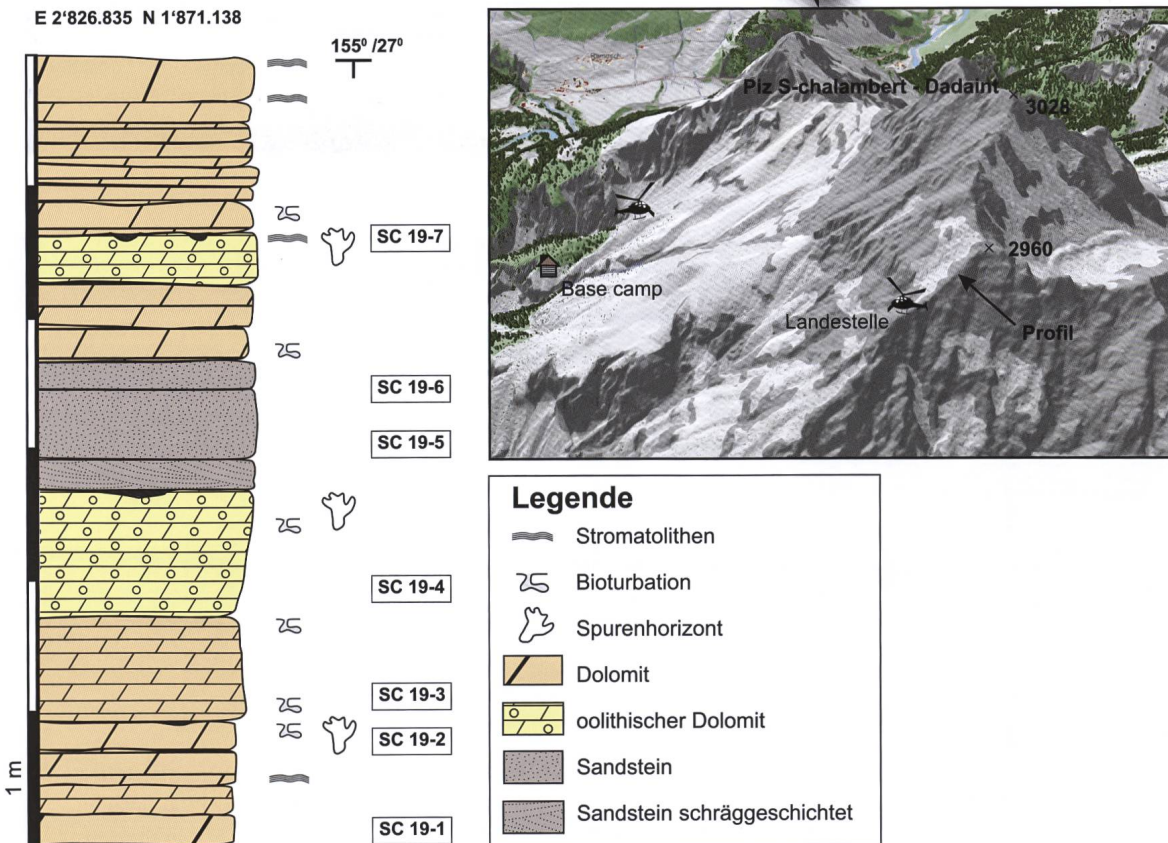 E 2'826.835 N 1'871.138
155⁰ /27⁰
SC 19-7
SC 19-6
SC 19-5
SC 19-4
SC 19-3
SC 19-2
SC 19-1
1 m
Piz S-chalambert - Dadaint
3028
2960
Base camp
Landestelle
Profil
Legende
Stromatolithen
Bioturbation
Spurenhorizont
Dolomit
oolithischer Dolomit
Sandstein
Sandstein schräggeschichtet